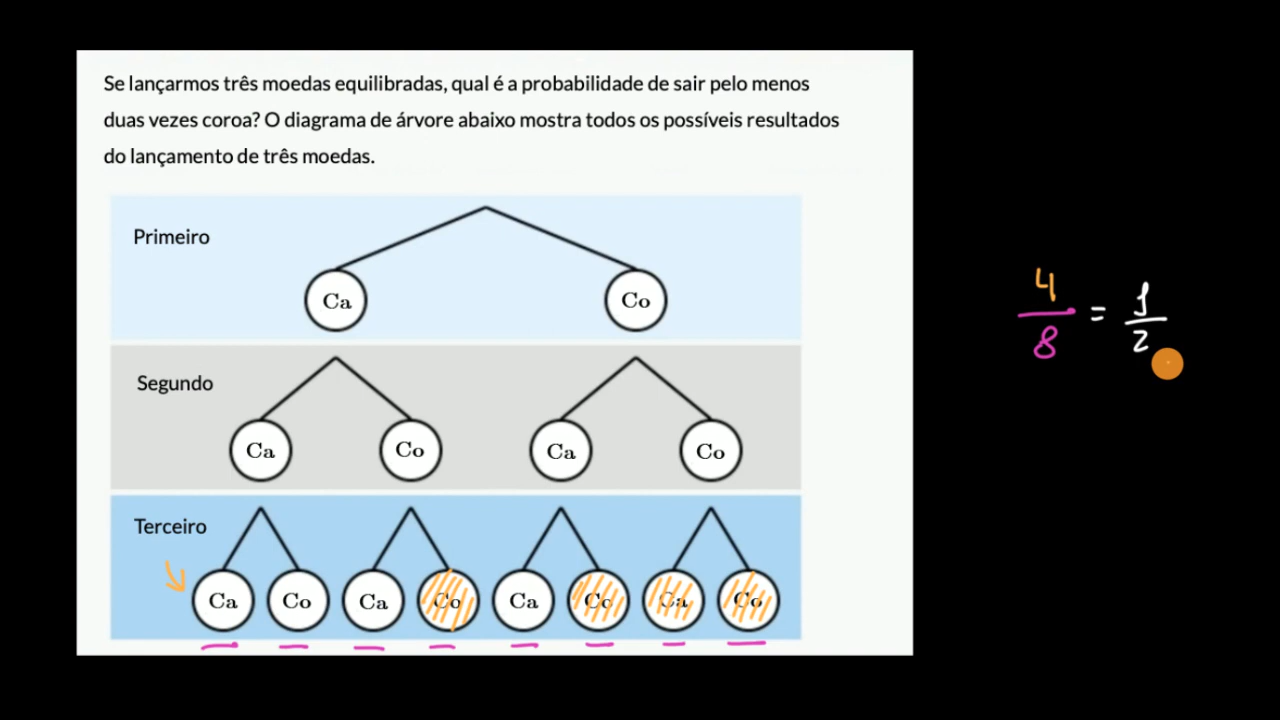 Se lançarmos três moedas equilibradas, qual é a probabilidade de sair pelo menos
duas vezes coroa? O diagrama de árvore abaixo mostra todos os possíveis resultados
do lançamento de três moedas.
Primeiro
Ca Co
Segundo
Ca Co Ca Co
Terceiro
Ca Co Ca Co Ca Co Ca Co
4/8 = 1/2